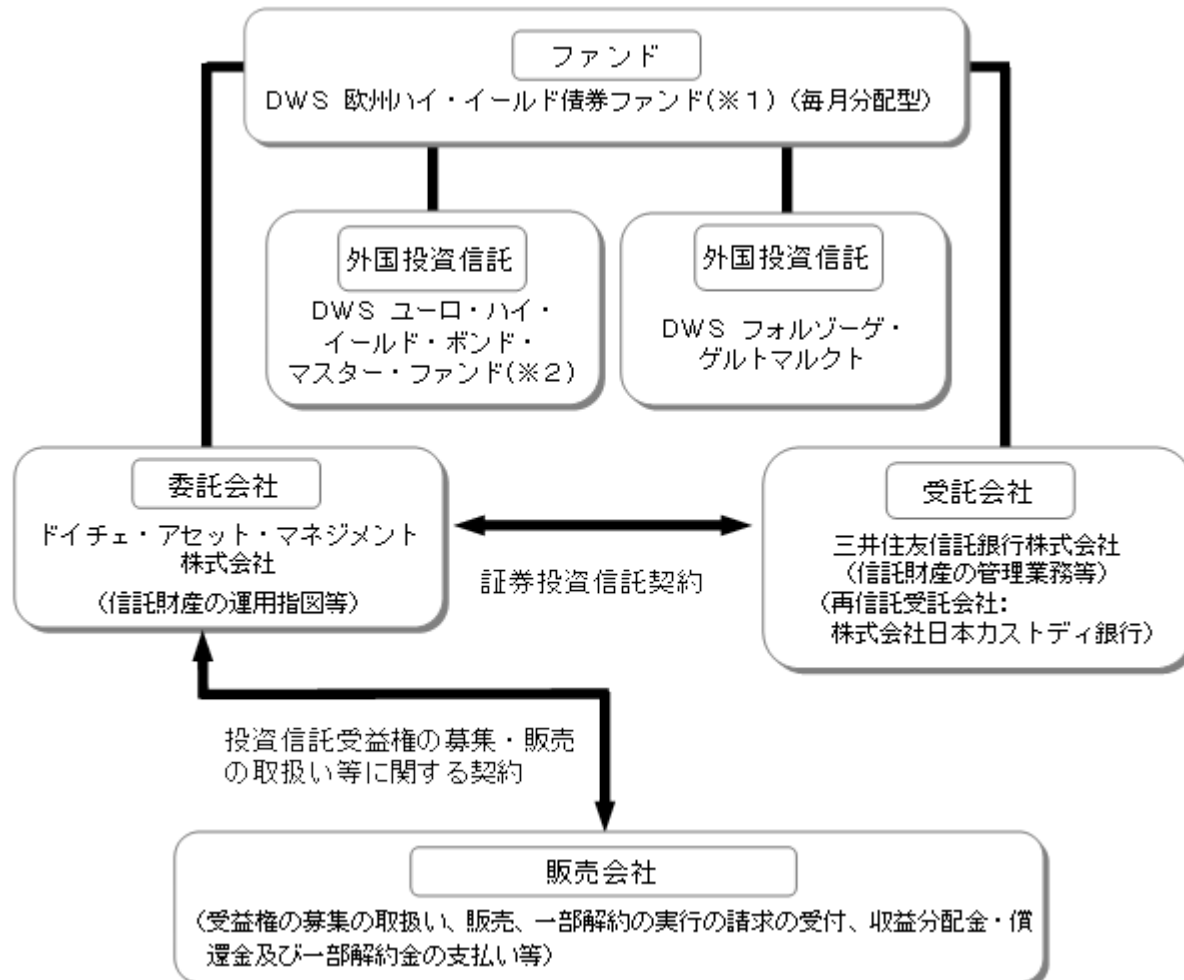 ファンド
DWS 欧州ハイ・イールド債券ファンド(※1)(毎月分配型)
外国投資信託
DWS ユーロ・ハイ・
イールド・ボンド・
マスター・ファンド(※2)
外国投資信託
DWS フォルゾーゲ・
ゲルトマルクト
委託会社
ドイチェ・アセット・マネジメント
株式会社
(信託財産の運用指図等)
証券投資信託契約
受託会社
三井住友信託銀行株式会社
(信託財産の管理業務等)
(再信託受託会社:
株式会社日本カストディ銀行)
投資信託受益権の募集・販売
の取扱い等に関する契約
販売会社
(受益権の募集の取扱い、販売、一部解約の実行の請求の受付、収益分配金・償
還金及び一部解約金の支払い等)